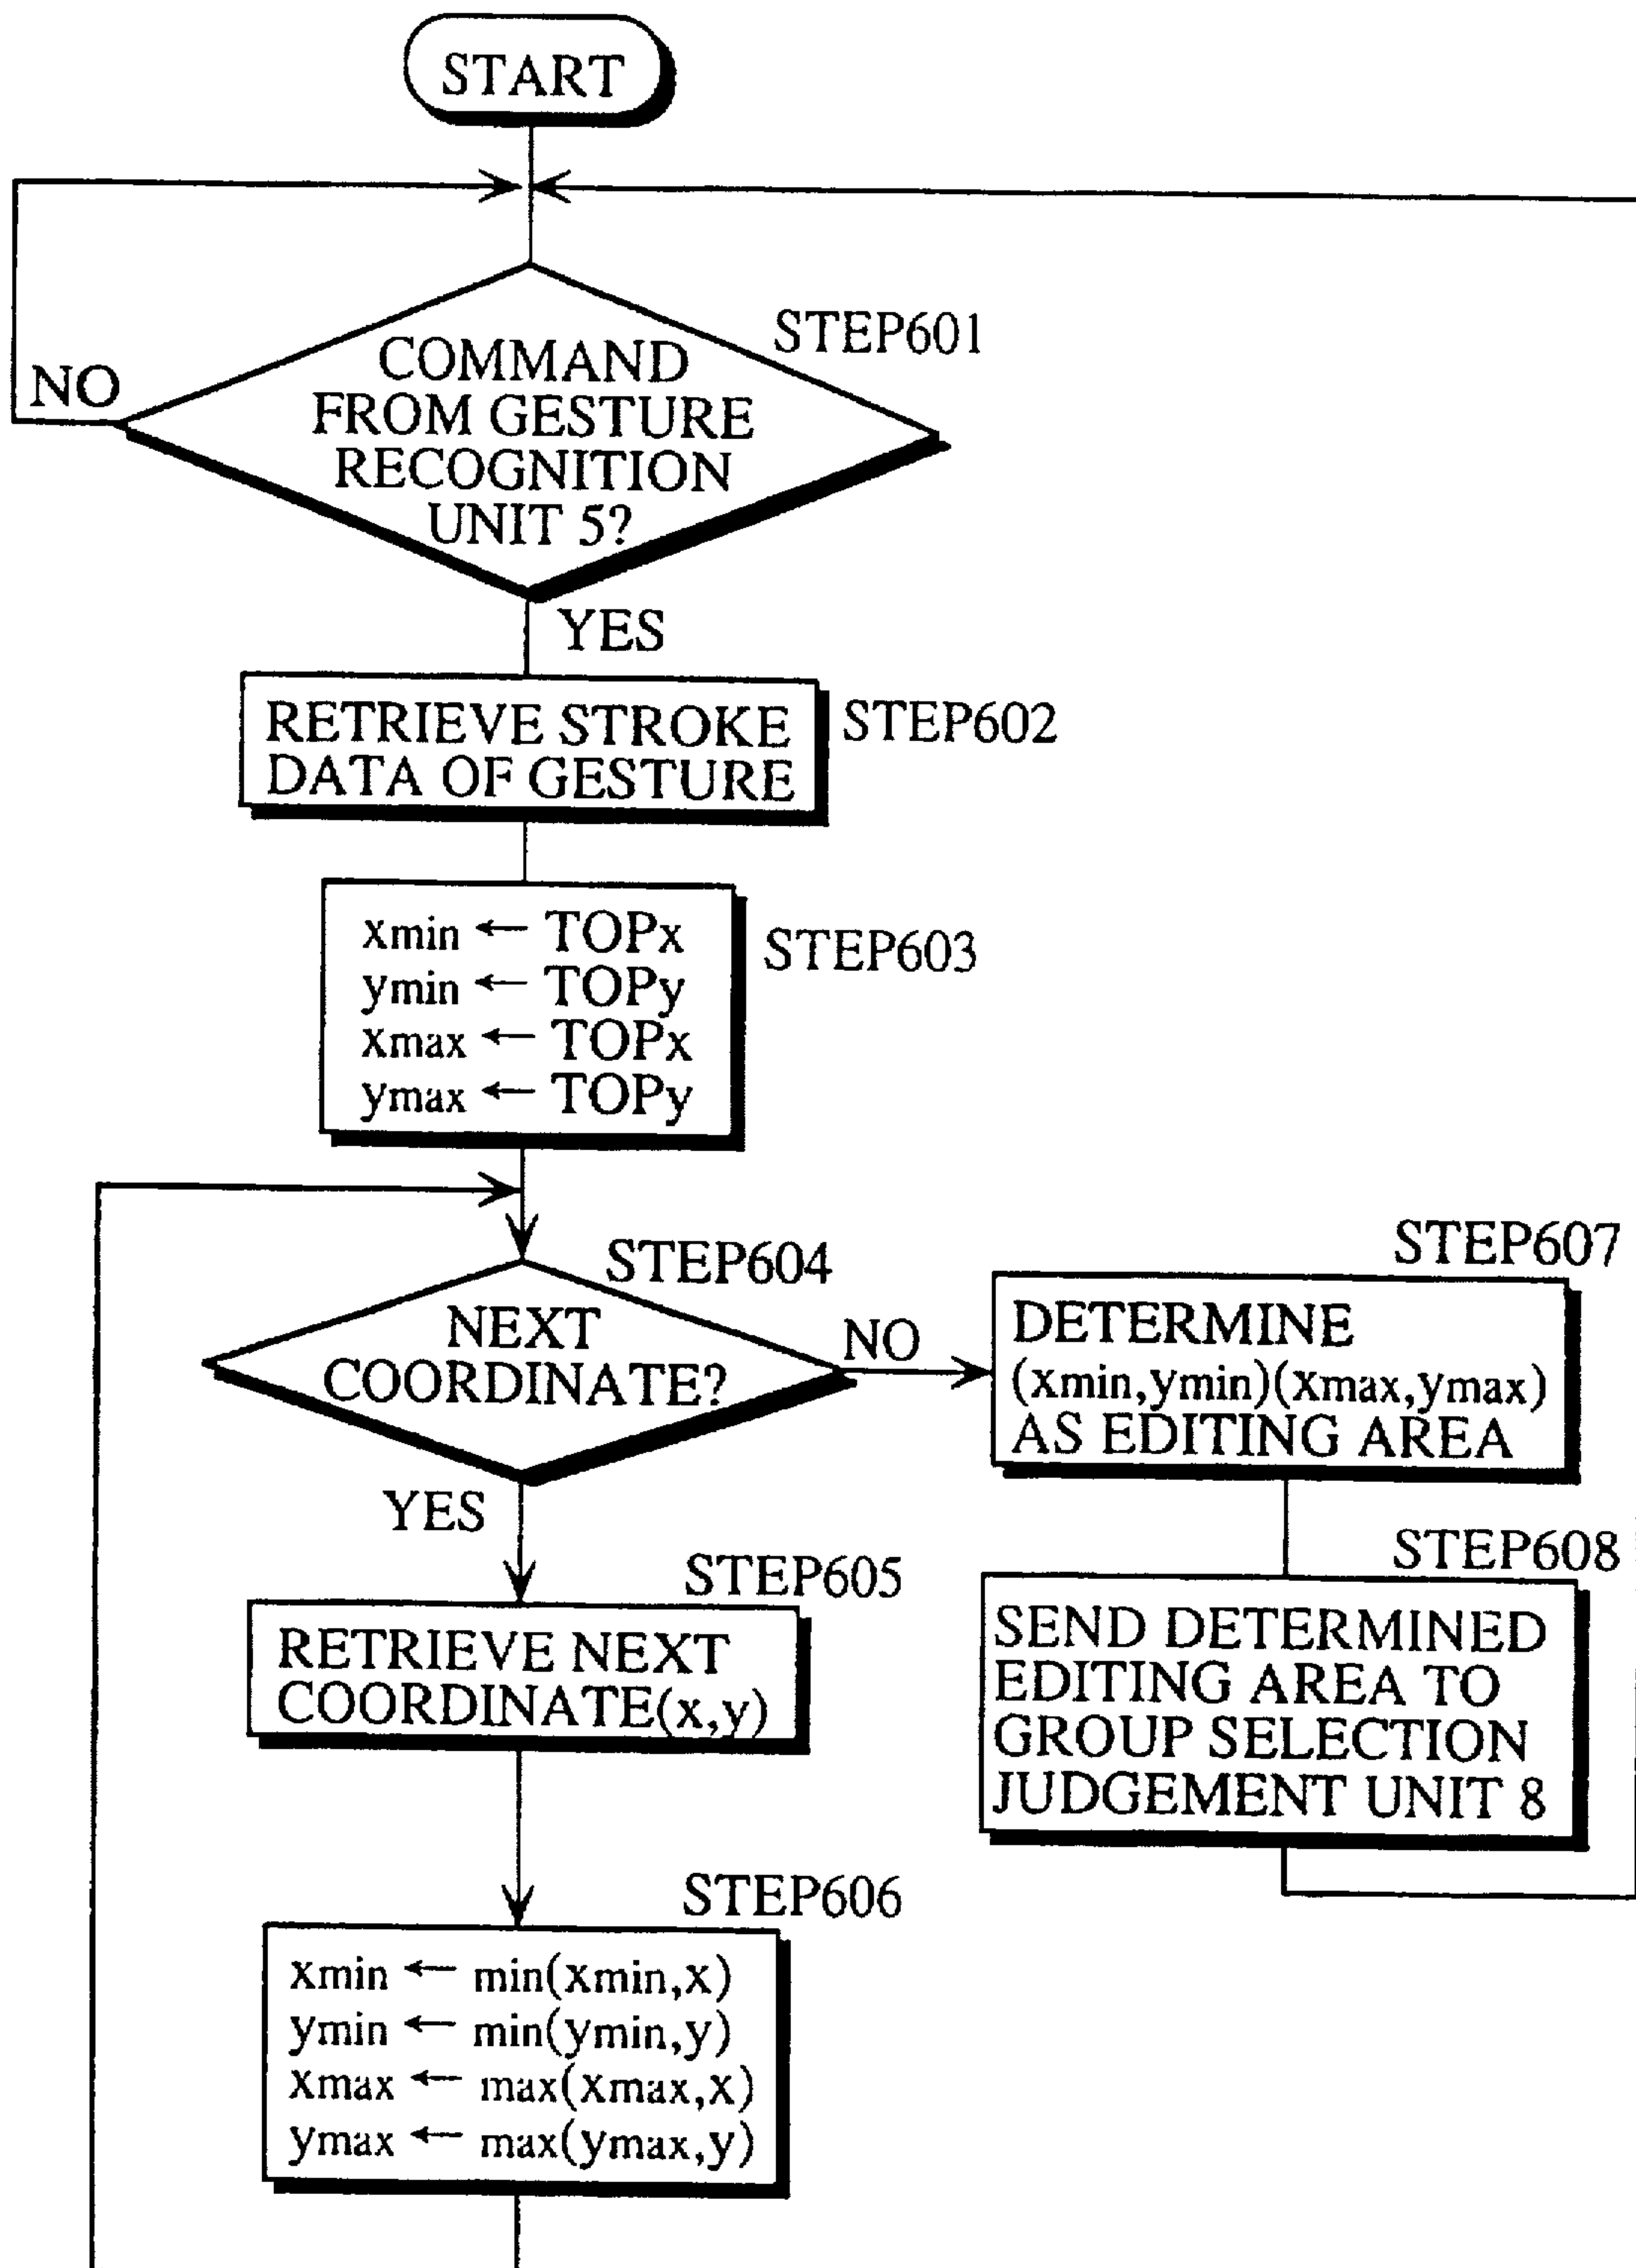 START
STEP601
COMMAND
FROM GESTURE
RECOGNITION
UNIT 5?
NO
YES
RETRIEVE STROKE
DATA OF GESTURE
STEP602
xmin ← TOPx
ymin ← TOPy
xmax ← TOPx
ymax ← TOPy
STEP603
STEP604
NEXT
COORDINATE?
NO
YES
STEP607
DETERMINE
(xmin,ymin)(xmax,ymax)
AS EDITING AREA
STEP608
SEND DETERMINED
EDITING AREA TO
GROUP SELECTION
JUDGEMENT UNIT 8
STEP605
RETRIEVE NEXT
COORDINATE(x,y)
STEP606
xmin ← min(xmin,x)
ymin ← min(ymin,y)
xmax ← max(xmax,x)
ymax ← max(ymax,y)